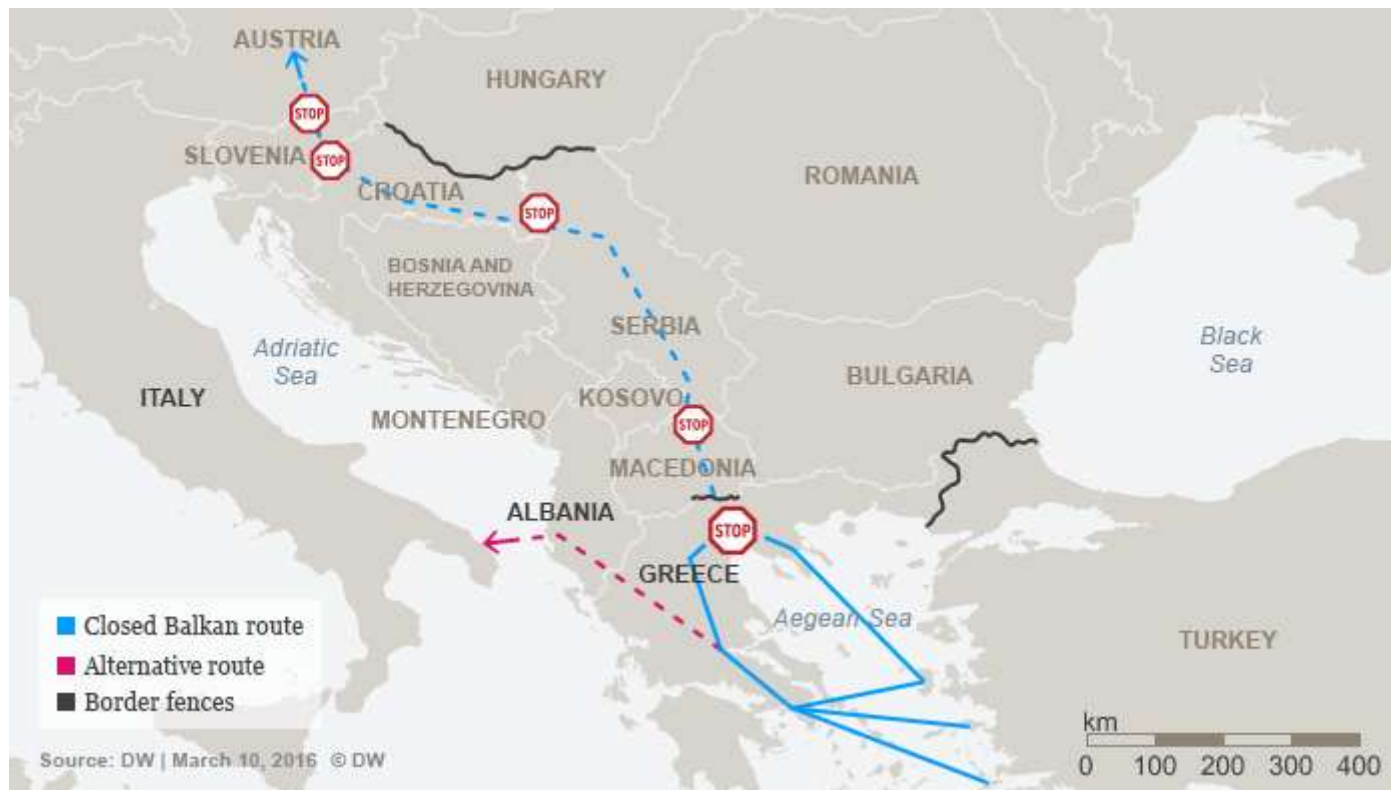 AUSTRIA
HUNGARY
STOP
SLOVENIA
STOP
ROMANIA
CROATIA
STOP
BOSNIA AND
HERZEGOVINA
SERBIA
Adriatic
Sea
Black
Sea
BULGARIA
ITALY
KOSOVO
MONTENEGRO
STOP
MACEDONIA
ALBANIA
STOP
GREECE
Aegean Sea
TURKEY
Closed Balkan route
Alternative route
Border fences
km
0 100 200 300 400
Source: DW | March 10, 2016 © DW